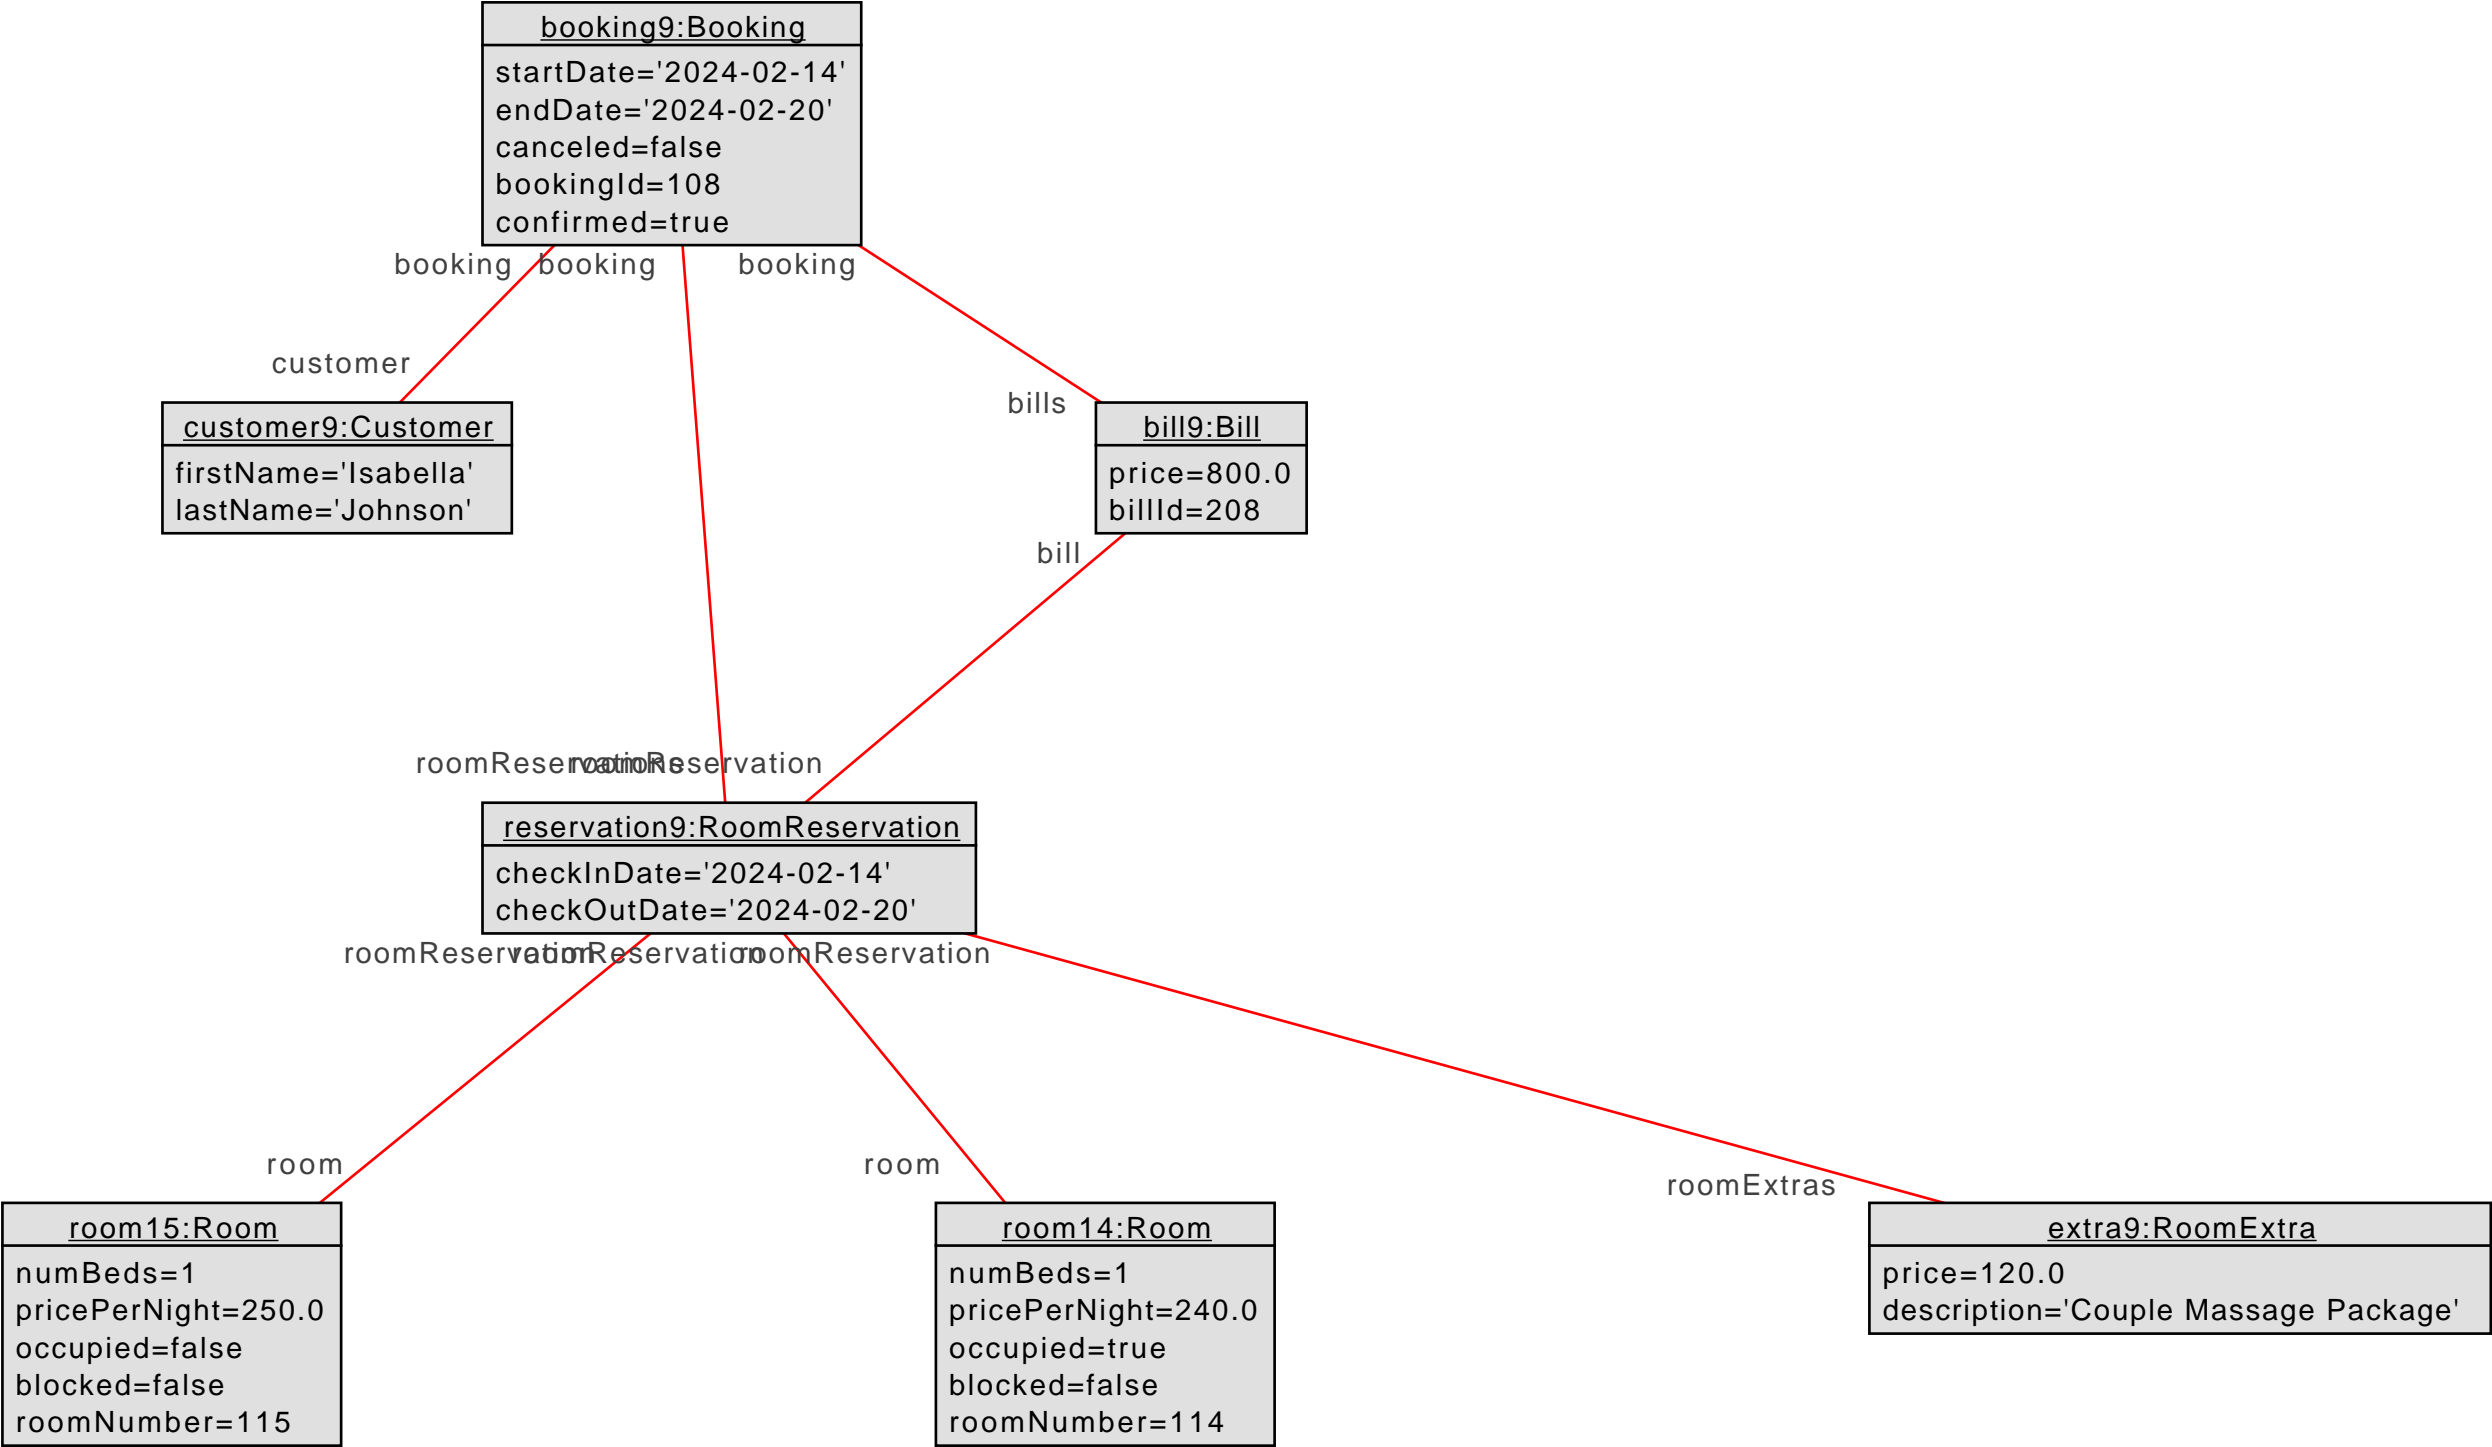 booking9:Booking
startDate='2024-02-14'
endDate='2024-02-20'
canceled=false
bookingId=108
confirmed=true
booking booking booking
customer
bills
customer9:Customer
firstName='Isabella'
lastName='Johnson'
bill9:Bill
price=800.0
billId=208
bill
roomReservations roomReservation
reservation9:RoomReservation
checkInDate='2024-02-14'
checkOutDate='2024-02-20'
roomReservation roomReservation roomReservation
room
room
roomExtras
room15:Room
numBeds=1
pricePerNight=250.0
occupied=false
blocked=false
roomNumber=115
room14:Room
numBeds=1
pricePerNight=240.0
occupied=true
blocked=false
roomNumber=114
extra9:RoomExtra
price=120.0
description='Couple Massage Package'